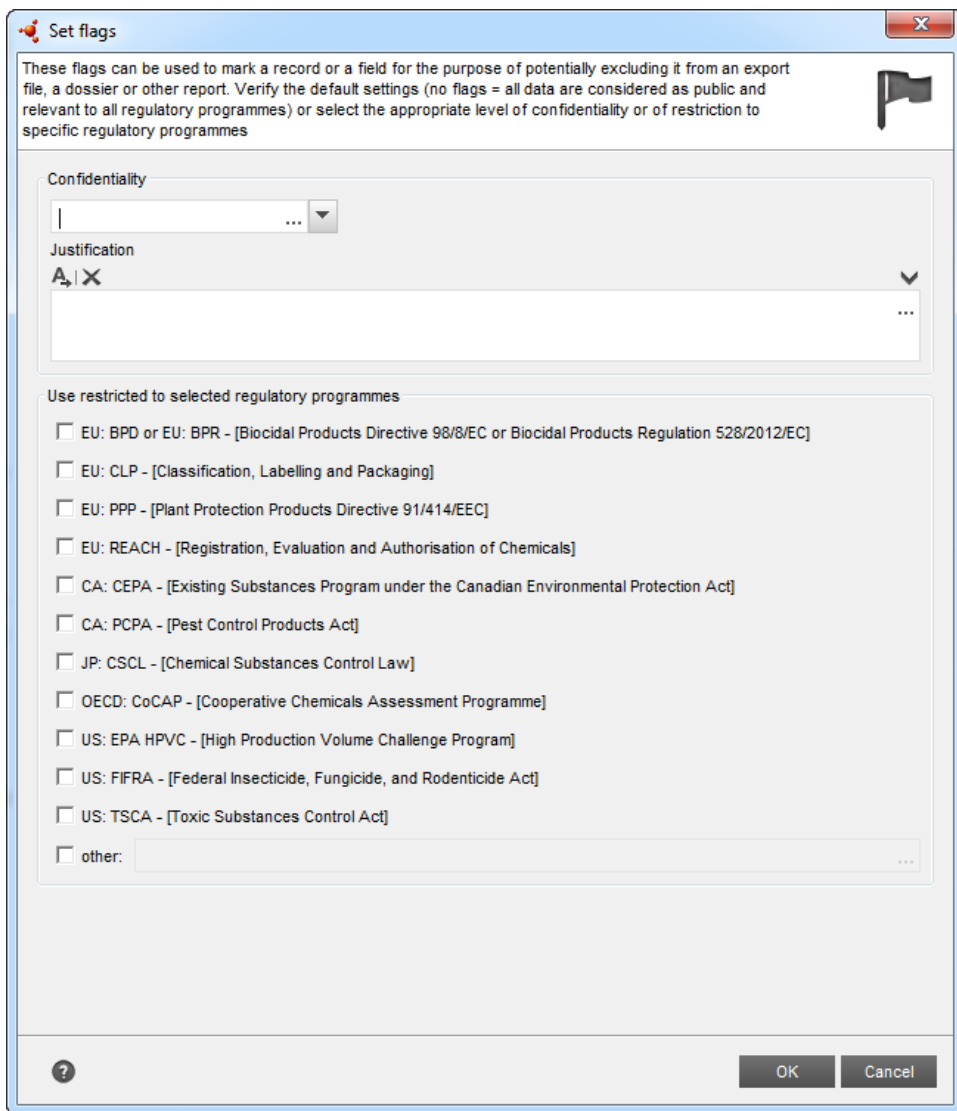 Set flags
These flags can be used to mark a record or a field for the purpose of potentially excluding it from an export
file, a dossier or other report. Verify the default settings (no flags = all data are considered as public and
relevant to all regulatory programmes) or select the appropriate level of confidentiality or of restriction to
specific regulatory programmes
Confidentiality
...
Justification
A
...
Use restricted to selected regulatory programmes
EU: BPD or EU: BPR - [Biocidal Products Directive 98/8/EC or Biocidal Products Regulation 528/2012/EC]
EU: CLP - [Classification, Labelling and Packaging]
EU: PPP - [Plant Protection Products Directive 91/414/EEC]
EU: REACH - [Registration, Evaluation and Authorisation of Chemicals]
CA: CEPA - [Existing Substances Program under the Canadian Environmental Protection Act]
CA: PCPA - [Pest Control Products Act]
JP: CSCL - [Chemical Substances Control Law]
OECD: CoCAP - [Cooperative Chemicals Assessment Programme]
US: EPA HPVC - [High Production Volume Challenge Program]
US: FIFRA - [Federal Insecticide, Fungicide, and Rodenticide Act]
US: TSCA - [Toxic Substances Control Act]
other: ...
? OK Cancel